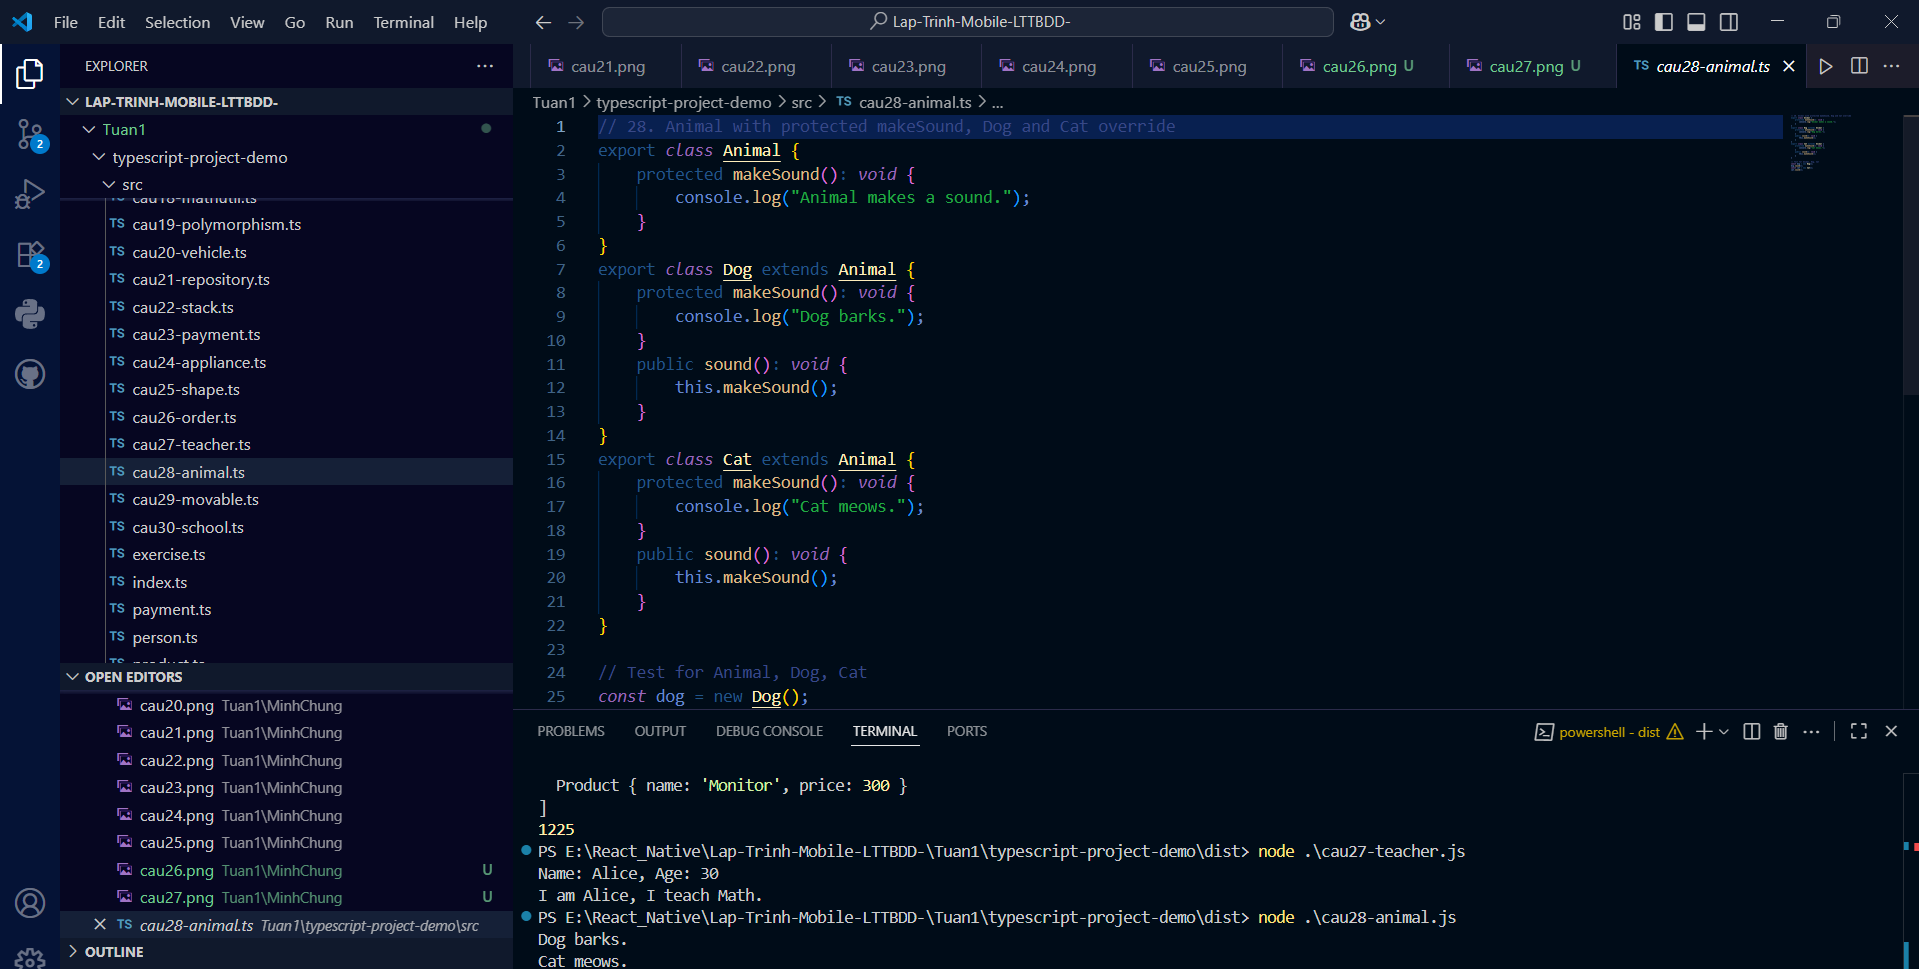 File Edit Selection View Go Run Terminal Help
Lap-Trinh-Mobile-LTTBDD-
EXPLORER
LAP-TRINH-MOBILE-LTTBDD-
Tuan1
typescript-project-demo
src
TS cau18-mathutil.ts
TS cau19-polymorphism.ts
TS cau20-vehicle.ts
TS cau21-repository.ts
TS cau22-stack.ts
TS cau23-payment.ts
TS cau24-appliance.ts
TS cau25-shape.ts
TS cau26-order.ts
TS cau27-teacher.ts
TS cau28-animal.ts
TS cau29-movable.ts
TS cau30-school.ts
TS exercise.ts
TS index.ts
TS payment.ts
TS person.ts
TS product.ts
OPEN EDITORS
cau20.png Tuan1\MinhChung
cau21.png Tuan1\MinhChung
cau22.png Tuan1\MinhChung
cau23.png Tuan1\MinhChung
cau24.png Tuan1\MinhChung
cau25.png Tuan1\MinhChung
cau26.png Tuan1\MinhChung U
cau27.png Tuan1\MinhChung U
TS cau28-animal.ts Tuan1\typescript-project-demo\src
OUTLINE
2
2
cau21.png cau22.png cau23.png cau24.png cau25.png cau26.png U cau27.png U TS cau28-animal.ts
Tuan1 > typescript-project-demo > src > TS cau28-animal.ts > ...
1 // 28. Animal with protected makeSound, Dog and Cat override
2 export class Animal {
3 protected makeSound(): void {
4 console.log("Animal makes a sound.");
5 }
6 }
7 export class Dog extends Animal {
8 protected makeSound(): void {
9 console.log("Dog barks.");
10 }
11 public sound(): void {
12 this.makeSound();
13 }
14 }
15 export class Cat extends Animal {
16 protected makeSound(): void {
17 console.log("Cat meows.");
18 }
19 public sound(): void {
20 this.makeSound();
21 }
22 }
23
24 // Test for Animal, Dog, Cat
25 const dog = new Dog();
PROBLEMS OUTPUT DEBUG CONSOLE TERMINAL PORTS
powershell - dist
Product { name: 'Monitor', price: 300 }
]
1225
PS E:\React_Native\Lap-Trinh-Mobile-LTTBDD-\Tuan1\typescript-project-demo\dist> node .\cau27-teacher.js
Name: Alice, Age: 30
I am Alice, I teach Math.
PS E:\React_Native\Lap-Trinh-Mobile-LTTBDD-\Tuan1\typescript-project-demo\dist> node .\cau28-animal.js
Dog barks.
Cat meows.